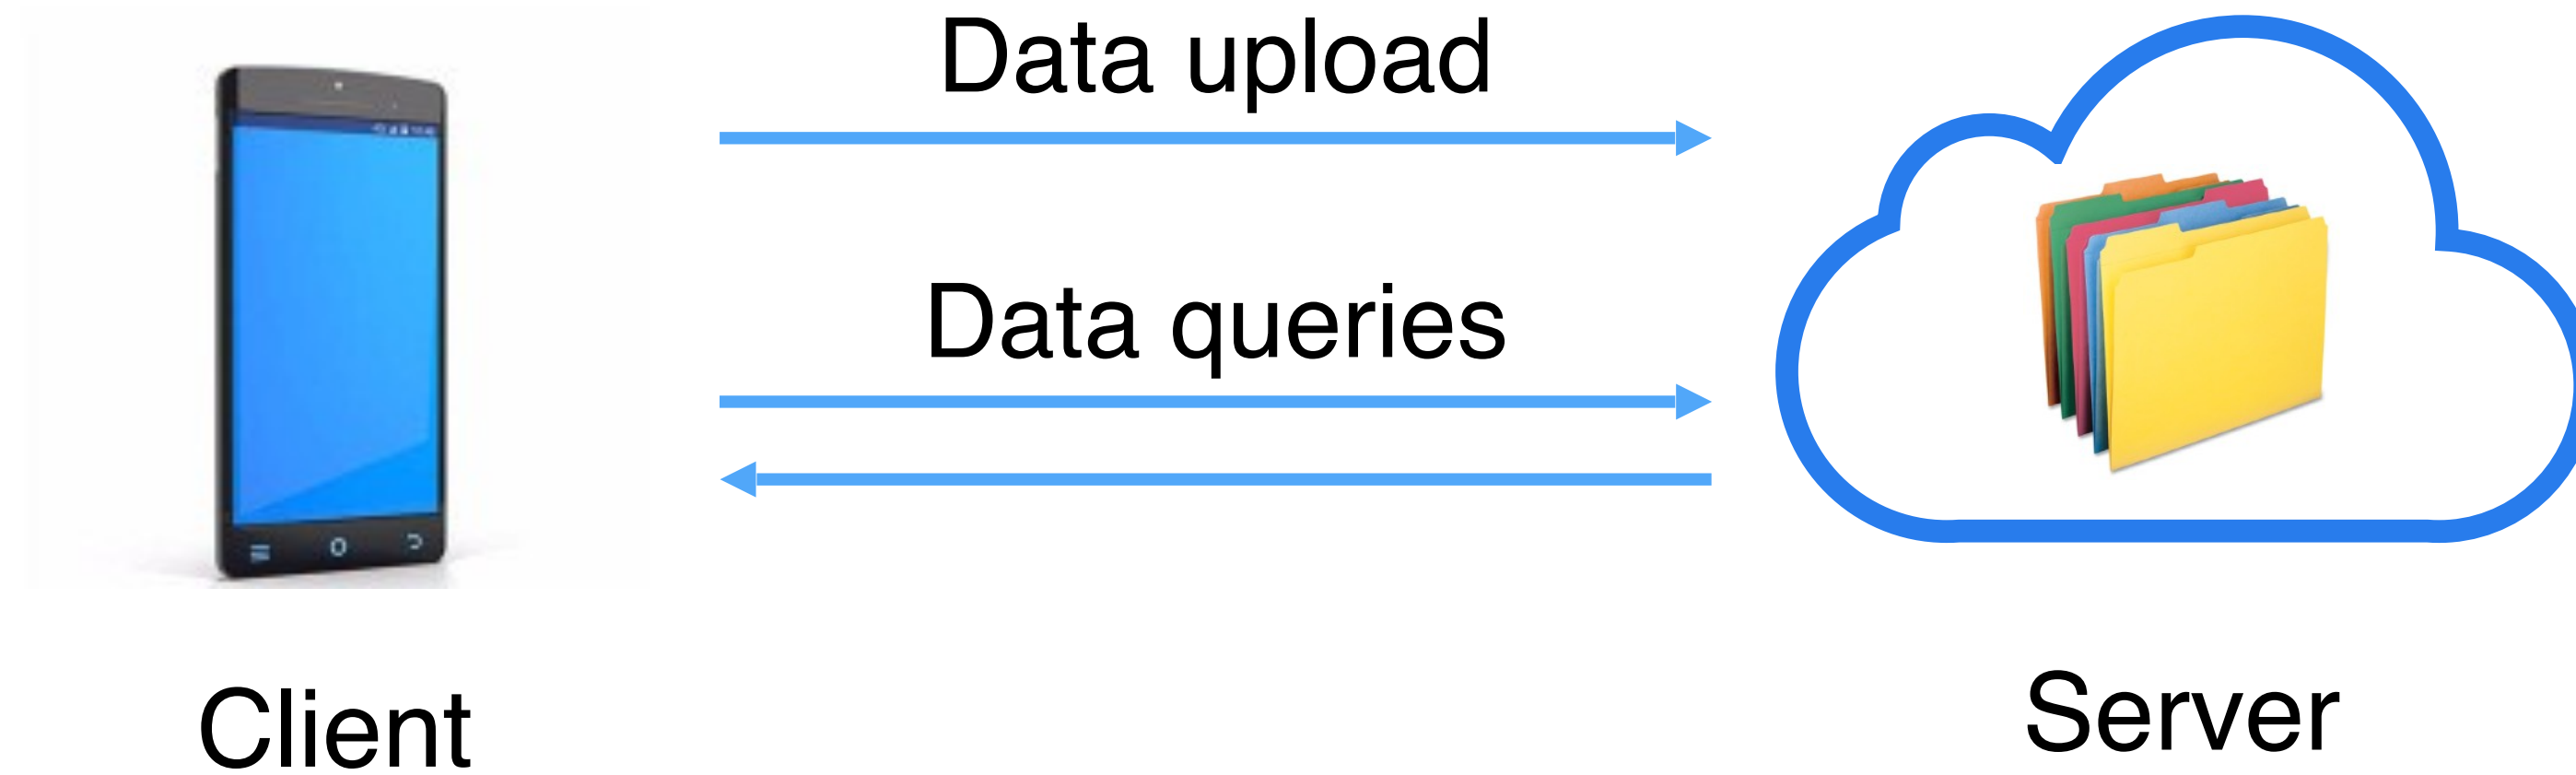 Data upload
Data queries
Client
Server